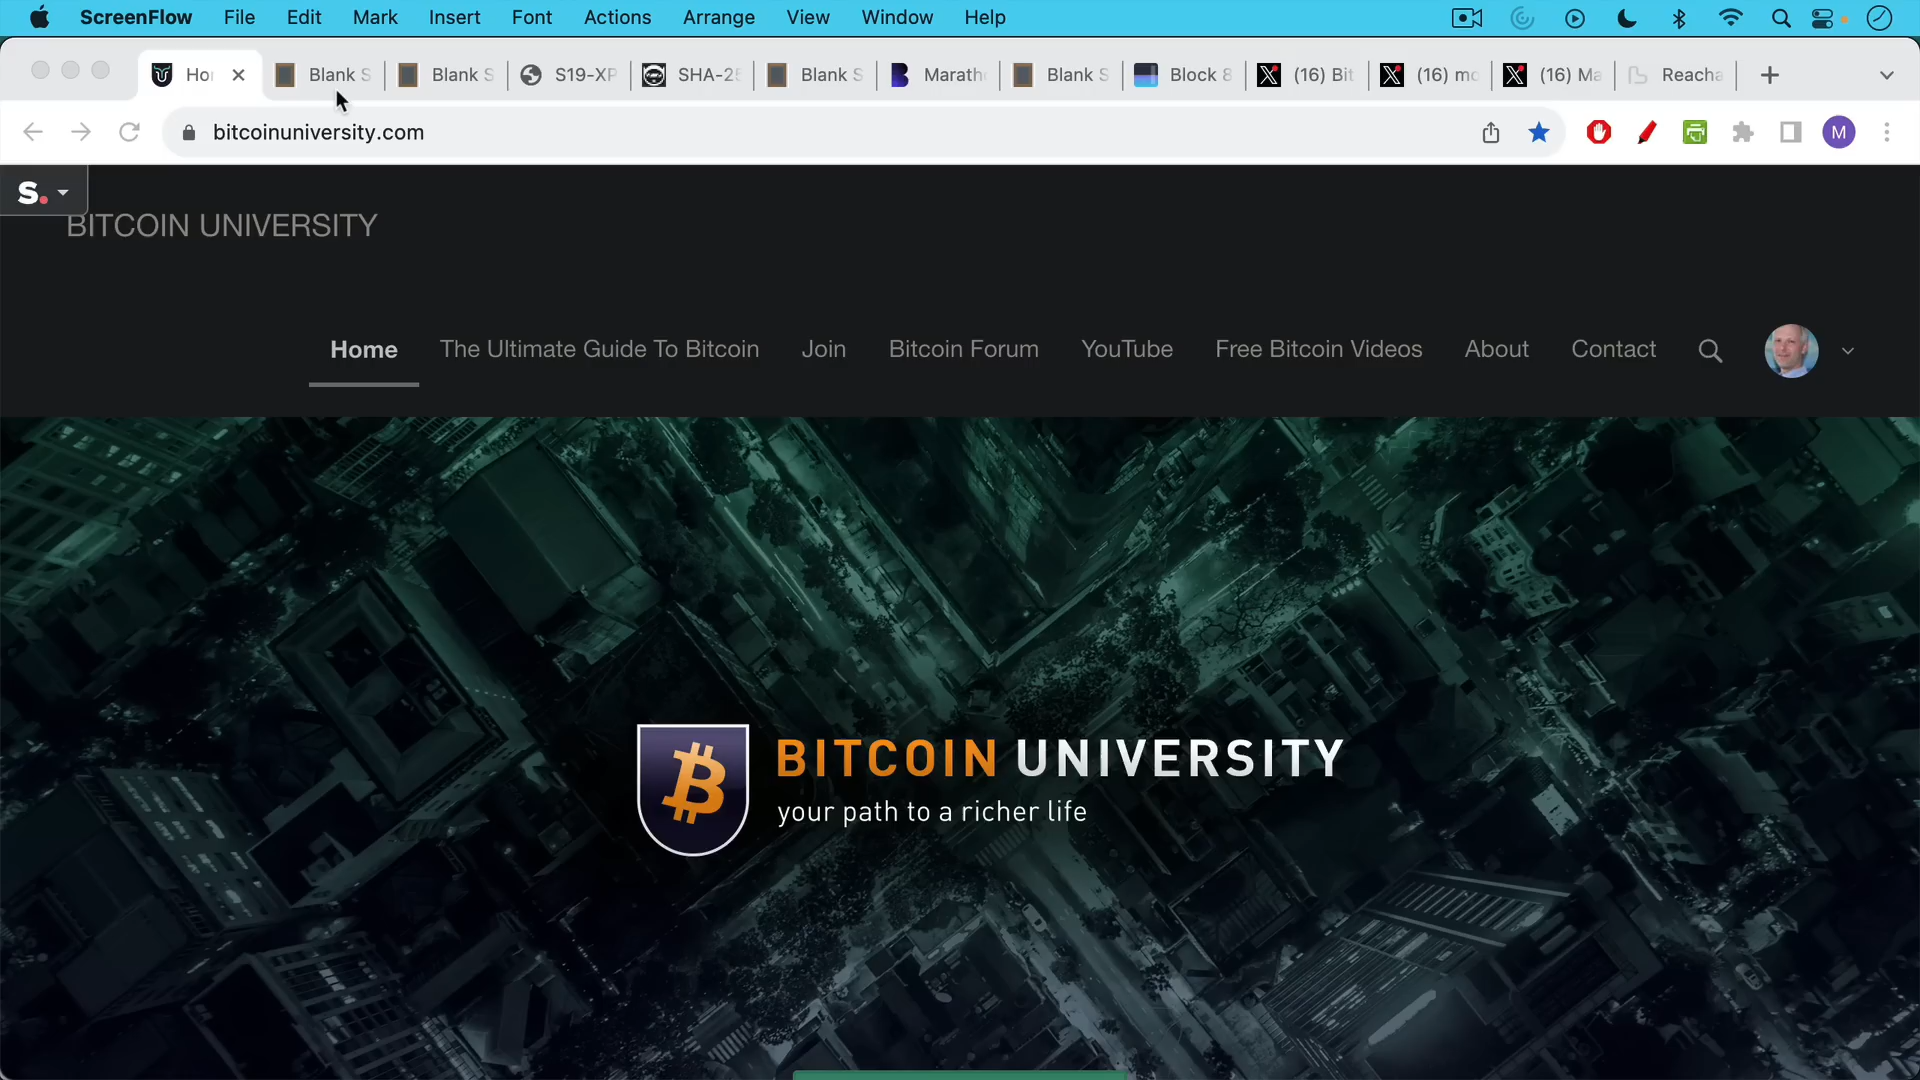 ScreenFlow File Edit Mark Insert Font Actions Arrange View Window Help
Ho Blank S Blank S S19-XP SHA-2 Blank S Marath Blank S Block 8 (16) Bit (16) mo (16) Ma Reacha
bitcoinuniversity.com M
S.
BITCOIN UNIVERSITY
Home The Ultimate Guide To Bitcoin Join Bitcoin Forum YouTube Free Bitcoin Videos About Contact
BITCOIN UNIVERSITY
your path to a richer life